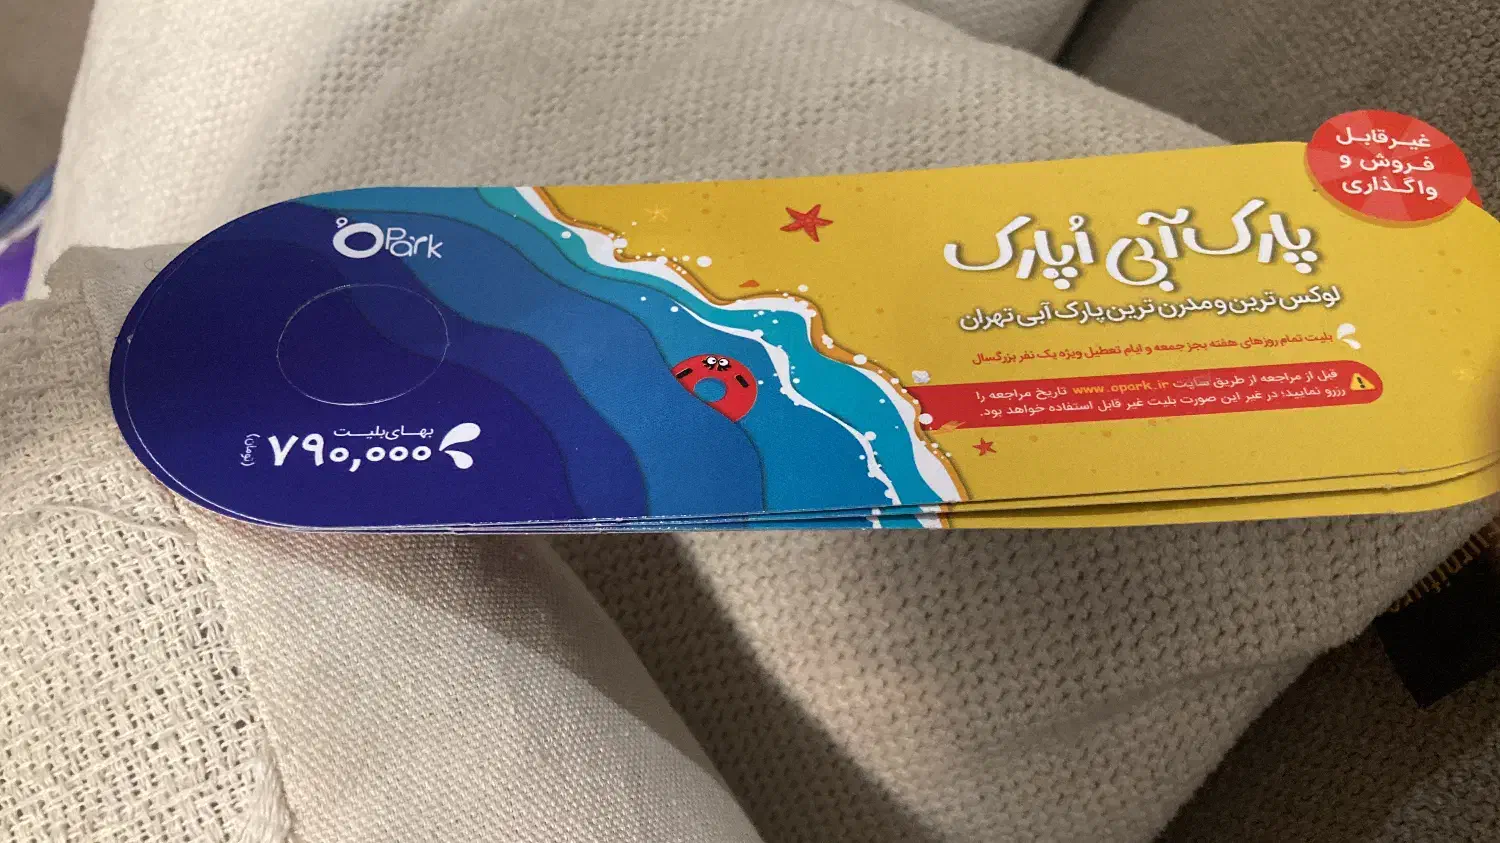 غیرقابل
فروش و
واگذاری
پارک آبی اُپارک
لوکس ترین و مدرن ترین پارک آبی تهران
بلیت تمام روزهای هفته بجز جمعه و ایام تعطیل ویژه یک نفر بزرگسال
قبل از مراجعه از طریق سایت www.opark.ir تاریخ مراجعه را
رزرو نمایید؛ در غیر این صورت بلیت غیر قابل استفاده خواهد بود.
OPark
بهای بلیت
۷۹۰,۰۰۰
(تومان)